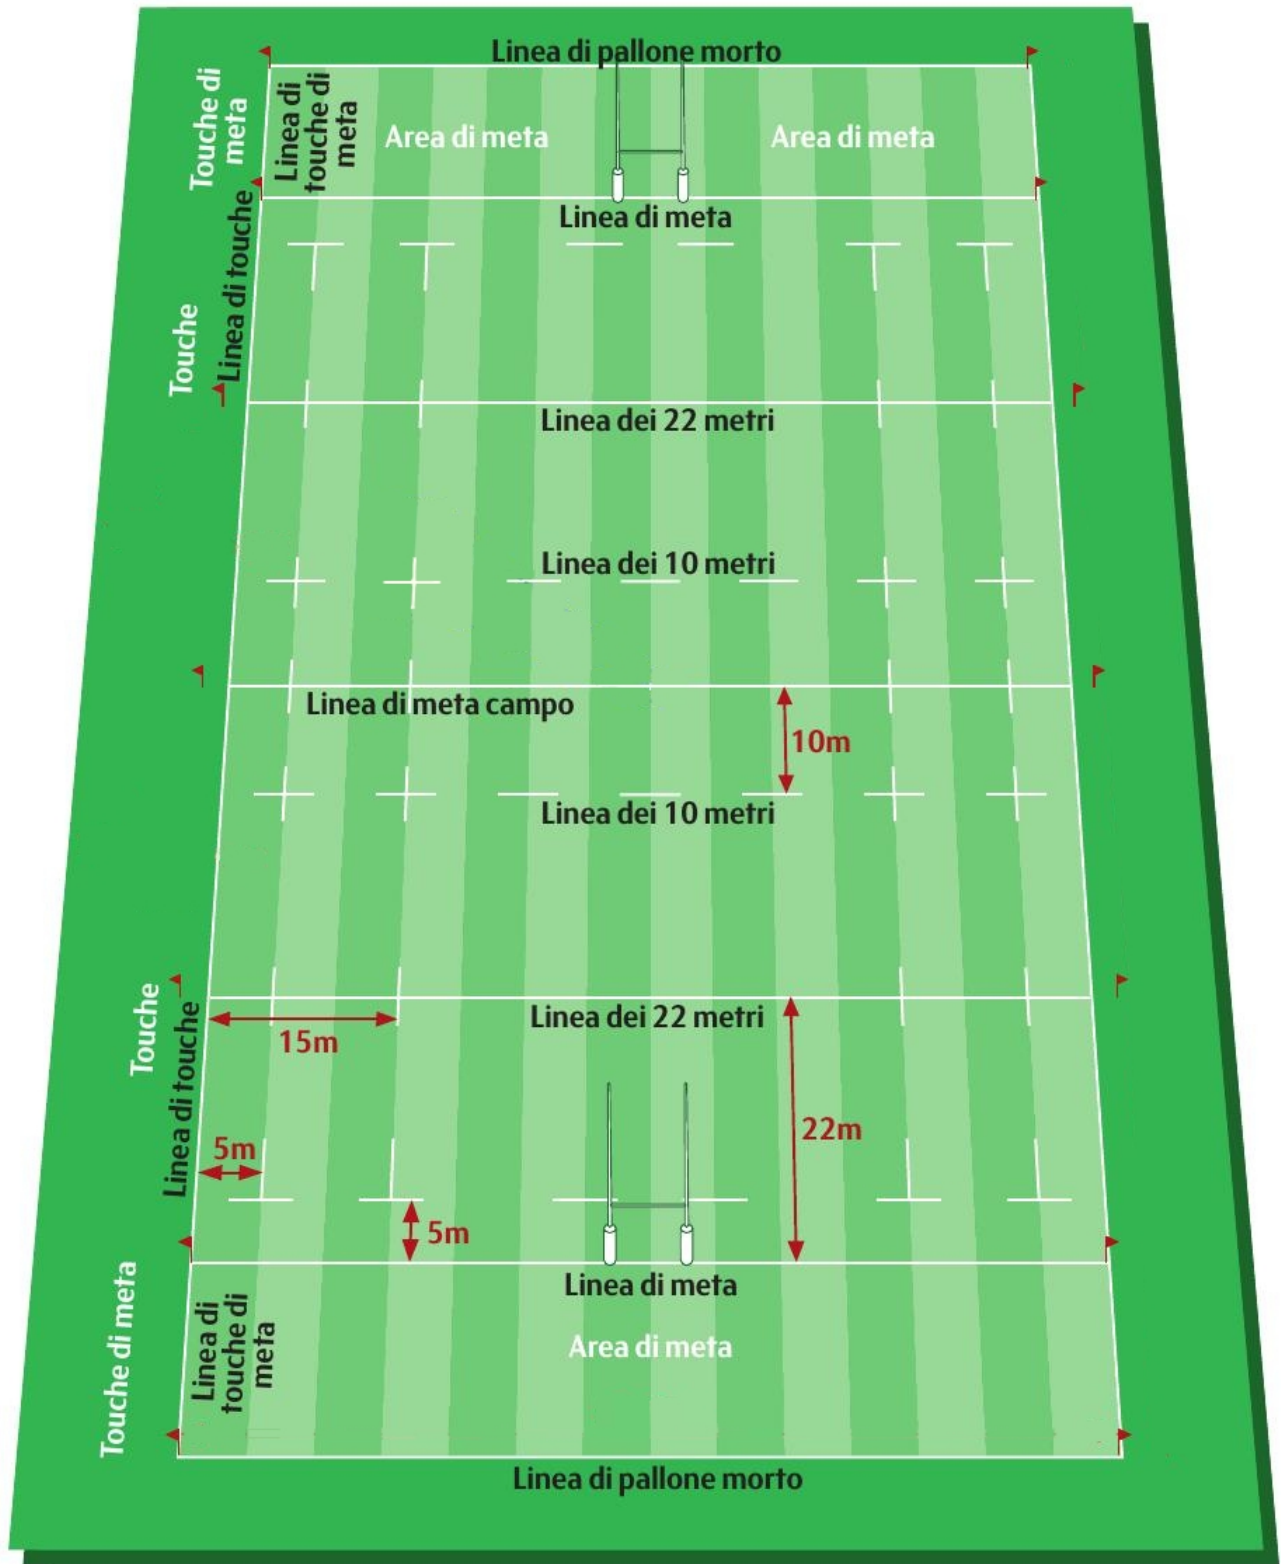 Linea di pallone morto
Touche di
meta
Linea di
touche di
meta
Area di meta
Area di meta
Linea di meta
Linea di touche
Touche
Linea dei 22 metri
Linea dei 10 metri
Linea di meta campo
10m
Linea dei 10 metri
Touche
Linea di touche
Linea dei 22 metri
15m
22m
5m
5m
Linea di meta
Touche di meta
Linea di
touche di
meta
Area di meta
Linea di pallone morto